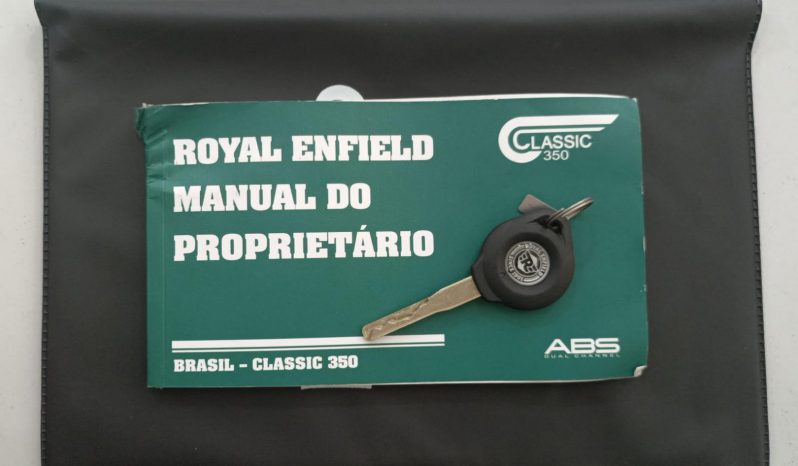 ROYAL ENFIELD
MANUAL DO
PROPRIETÁRIO
CLASSIC
350
BRASIL – CLASSIC 350
ABS
DUAL CHANNEL